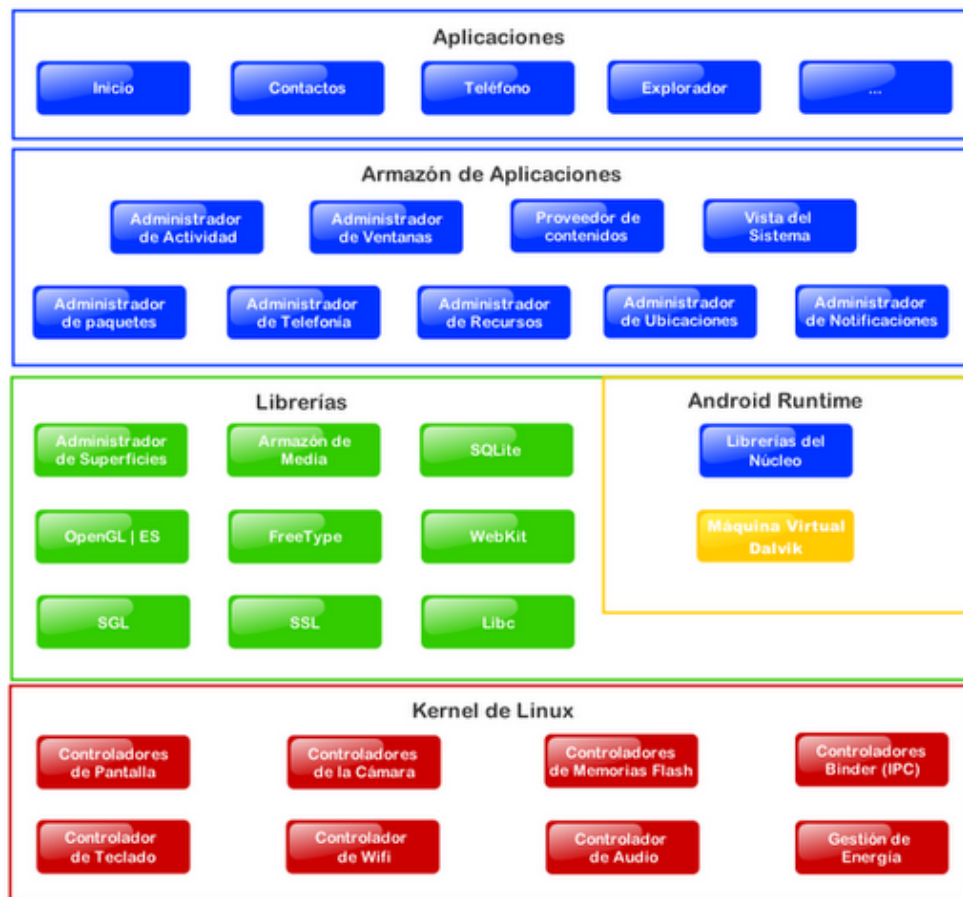 Aplicaciones
Inicio
Contactos
Teléfono
Explorador
...
Armazón de Aplicaciones
Administrador
de Actividad
Administrador
de Ventanas
Proveedor de
contenidos
Vista del
Sistema
Administrador
de paquetes
Administrador
de Telefonía
Administrador
de Recursos
Administrador
de Ubicaciones
Administrador
de Notificaciones
Librerías
Administrador
de Superficies
Armazón de
Media
SQLite
OpenGL | ES
FreeType
WebKit
SGL
SSL
Libc
Android Runtime
Librerías del
Núcleo
Máquina Virtual
Dalvik
Kernel de Linux
Controladores
de Pantalla
Controladores
de la Cámara
Controladores
de Memorias Flash
Controladores
Binder (IPC)
Controlador
de Teclado
Controlador
de Wifi
Controlador
de Audio
Gestión de
Energía